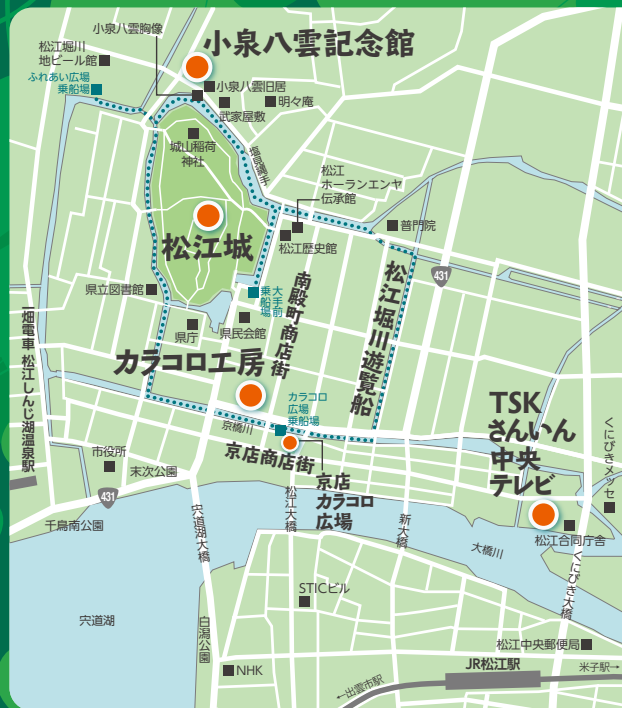 小泉八雲胸像
小泉八雲記念館
松江堀川
地ビール館
ふれあい広場
乗船場
小泉八雲旧居
武家屋敷
明々庵
城山稲荷
神社
塩見縄手
松江
ホーランエンヤ
伝承館
普門院
松江歴史館
松江城
431
県立図書館
大手前
乗船場
南殿町商店街
松江堀川遊覧船
県庁
県民会館
一畑電車 松江しんじ湖温泉駅
カラコロ工房
カラコロ
広場
乗船場
京橋川
京店商店街
TSK
さんいん
中央
テレビ
くにびきメッセ
市役所
末次公園
431
京店
カラコロ
広場
松江大橋
千鳥南公園
宍道湖大橋
新大橋
大橋川
松江合同庁舎
くにびき大橋
STICビル
宍道湖
白潟公園
NHK
松江中央郵便局
JR松江駅
米子駅→
←出雲市駅